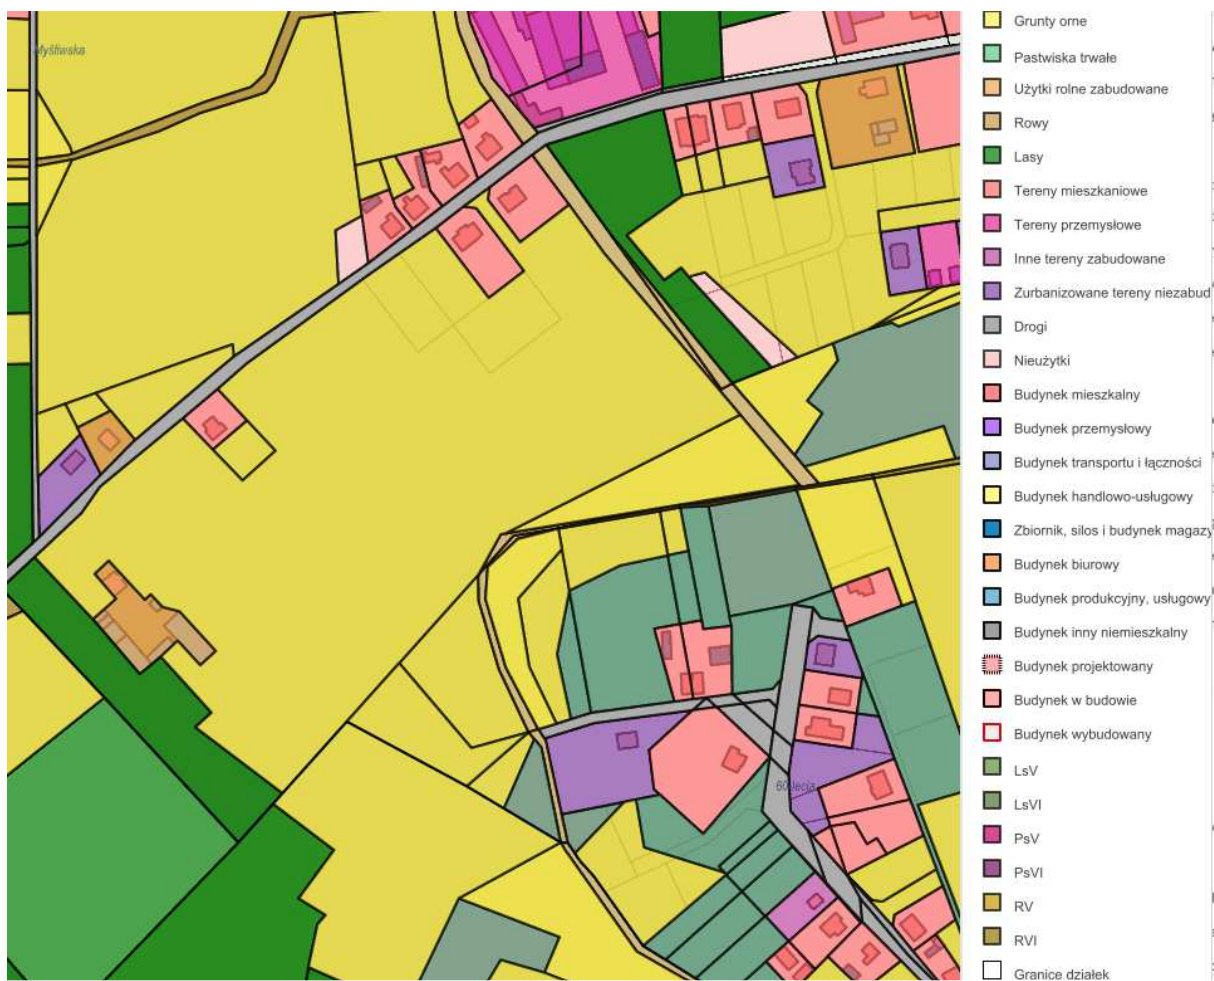 Myśliwska
60-lecia
Grunty orne
Pastwiska trwałe
Użytki rolne zabudowane
Rowy
Lasy
Tereny mieszkaniowe
Tereny przemysłowe
Inne tereny zabudowane
Zurbanizowane tereny niezabud
Drogi
Nieużytki
Budynek mieszkalny
Budynek przemysłowy
Budynek transportu i łączności
Budynek handlowo-usługowy
Zbiornik, silos i budynek magazy
Budynek biurowy
Budynek produkcyjny, usługowy
Budynek inny niemieszkalny
Budynek projektowany
Budynek w budowie
Budynek wybudowany
LsV
LsVI
PsV
PsVI
RV
RVI
Granice działek